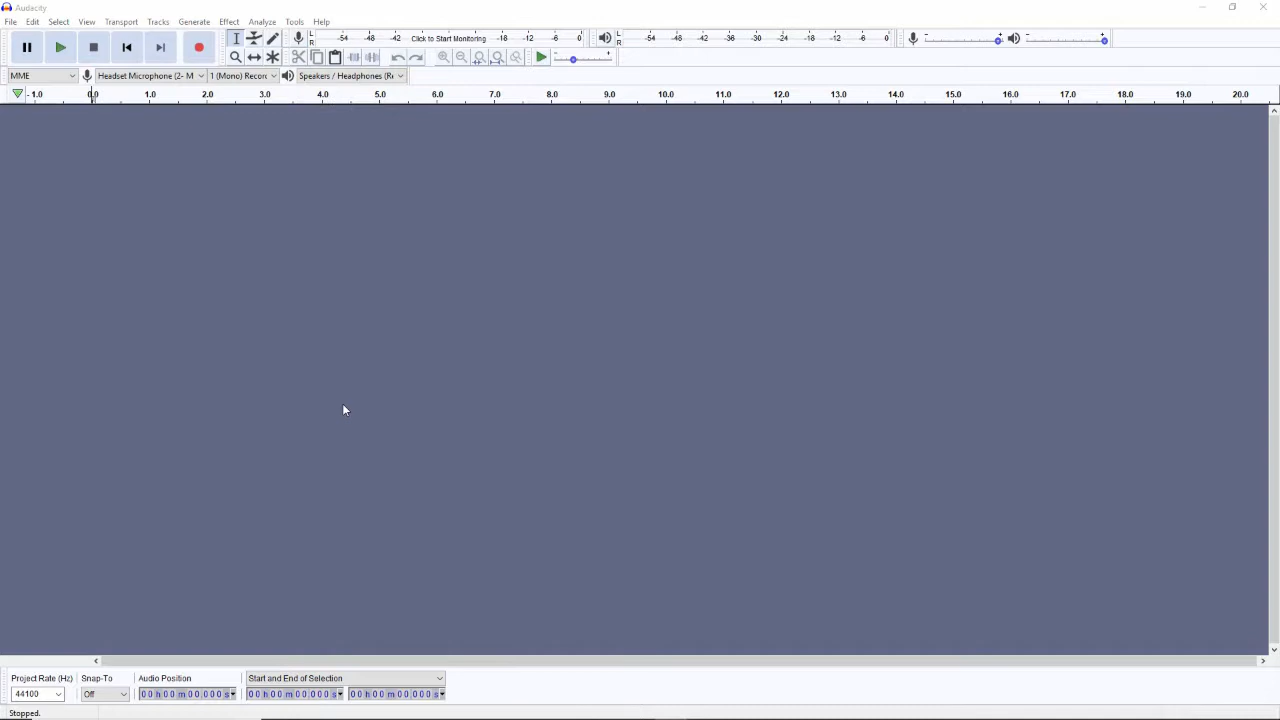 Audacity
File Edit Select View Transport Tracks Generate Effect Analyze Tools Help
L R -54 -48 -42 Click to Start Monitoring -18 -12 -6 0 L R -54 -48 -42 -36 -30 -24 -18 -12 -6 0 - + - +
- +
MME Headset Microphone (2- M 1 (Mono) Recor Speakers / Headphones (R
- 1.0 0.0 1.0 2.0 3.0 4.0 5.0 6.0 7.0 8.0 9.0 10.0 11.0 12.0 13.0 14.0 15.0 16.0 17.0 18.0 19.0 20.0
Project Rate (Hz) Snap-To Audio Position Start and End of Selection
44100 Off 00 h 00 m 00.000 s 00 h 00 m 00.000 s 00 h 00 m 00.000 s
Stopped.